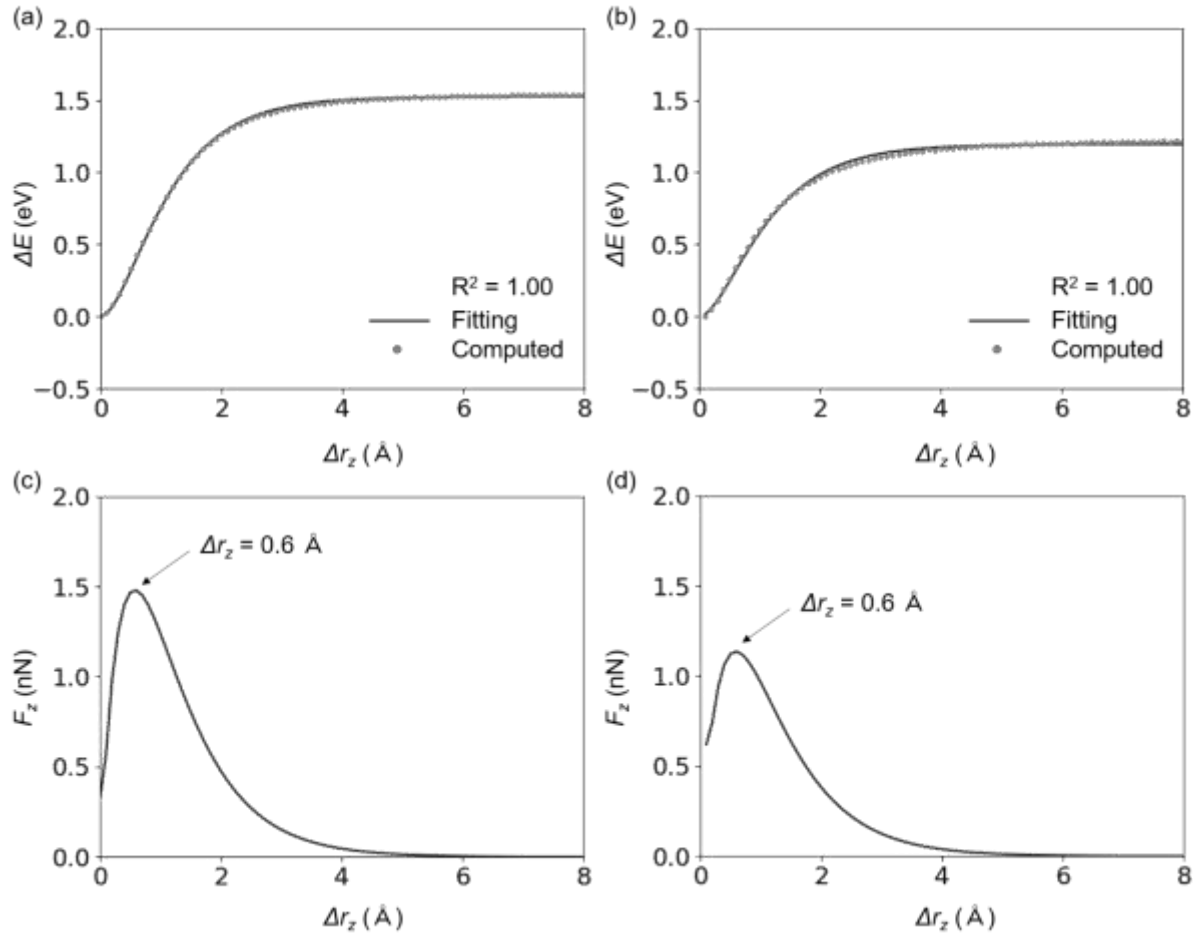 (a)
2.0
1.5
1.0
0.5
0.0
−0.5
ΔE (eV)
R² = 1.00
Fitting
Computed
0 2 4 6 8
Δr_z (Å)
(b)
2.0
1.5
1.0
0.5
0.0
−0.5
ΔE (eV)
R² = 1.00
Fitting
Computed
0 2 4 6 8
Δr_z (Å)
(c)
2.0
1.5
1.0
0.5
0.0
F_z (nN)
Δr_z = 0.6 Å
0 2 4 6 8
Δr_z (Å)
(d)
2.0
1.5
1.0
0.5
0.0
F_z (nN)
Δr_z = 0.6 Å
0 2 4 6 8
Δr_z (Å)